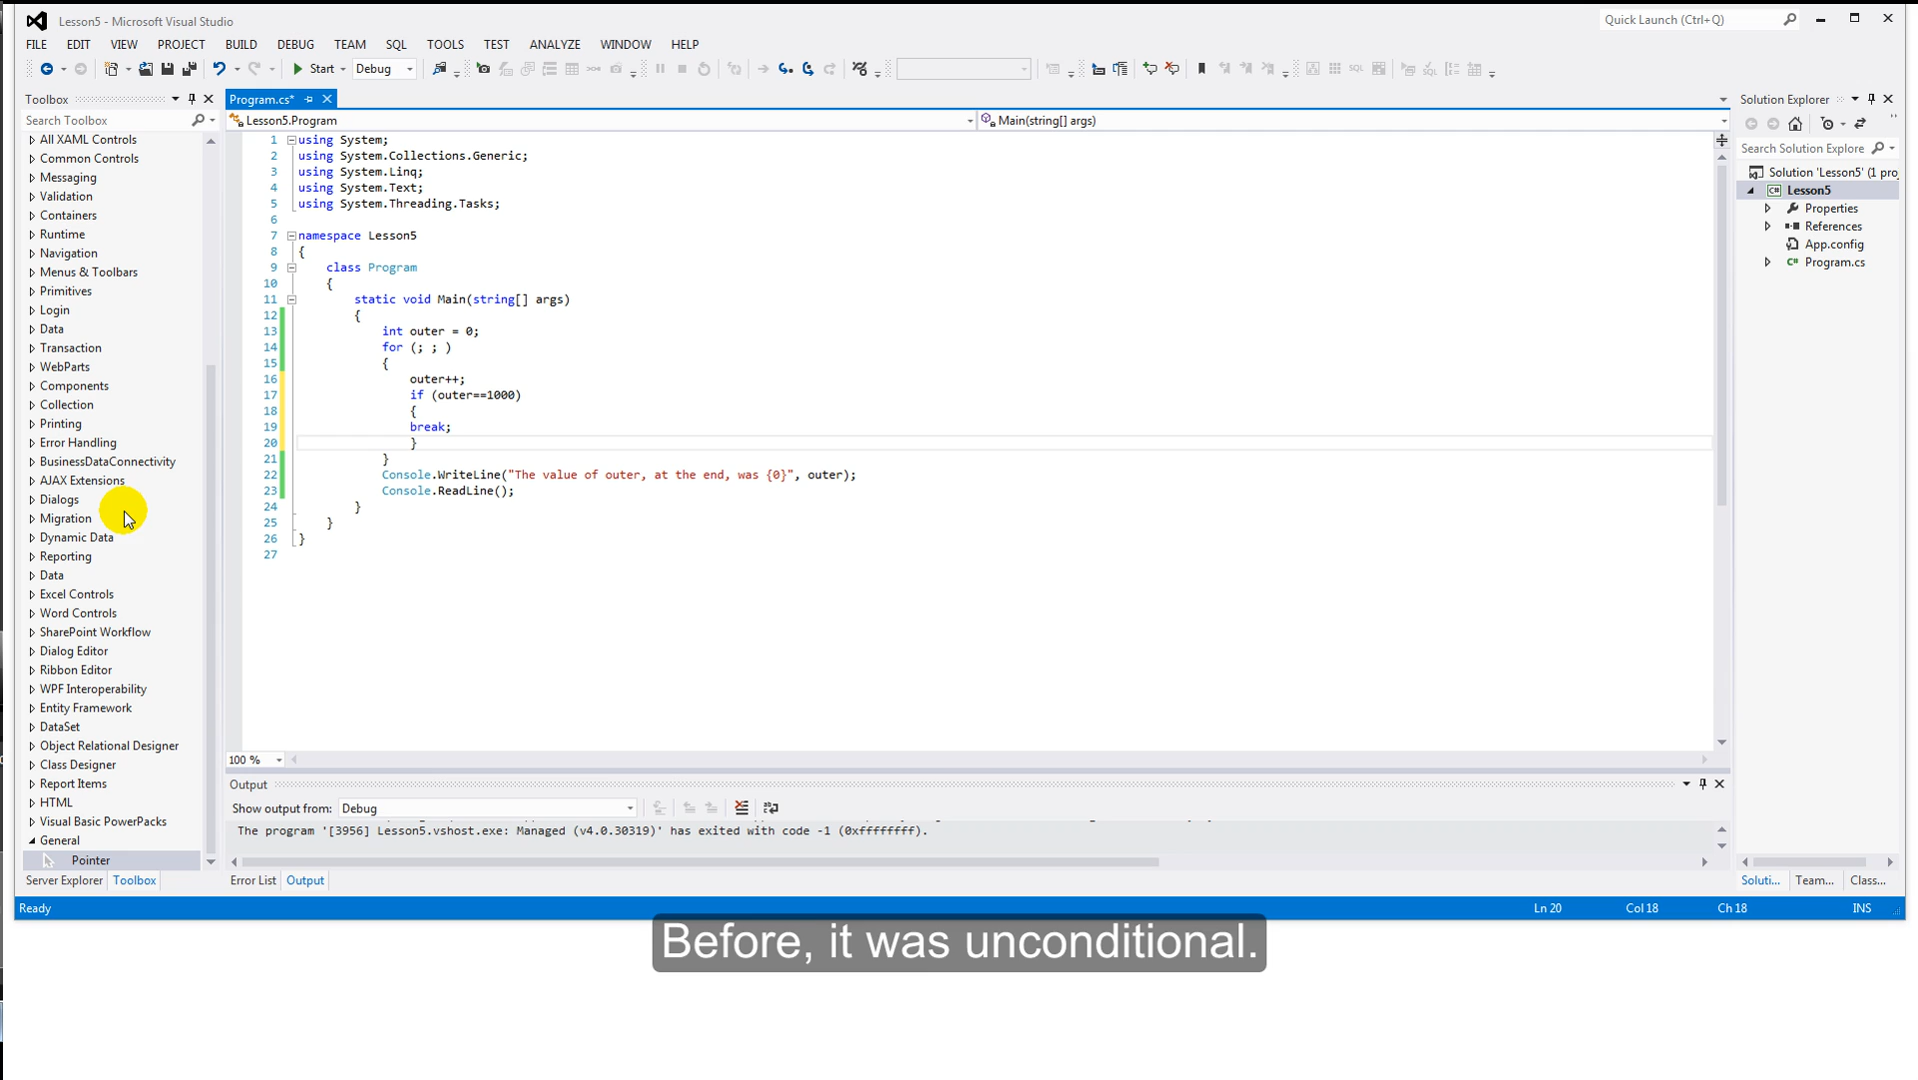 Lesson5 - Microsoft Visual Studio
Quick Launch (Ctrl+Q)
FILE EDIT VIEW PROJECT BUILD DEBUG TEAM SQL TOOLS TEST ANALYZE WINDOW HELP
Start Debug
Toolbox
Program.cs*
Solution Explorer
Search Toolbox
Lesson5.Program
Main(string[] args)
Search Solution Explore
All XAML Controls
Common Controls
Messaging
Validation
Containers
Runtime
Navigation
Menus & Toolbars
Primitives
Login
Data
Transaction
WebParts
Components
Collection
Printing
Error Handling
BusinessDataConnectivity
AJAX Extensions
Dialogs
Migration
Dynamic Data
Reporting
Data
Excel Controls
Word Controls
SharePoint Workflow
Dialog Editor
Ribbon Editor
WPF Interoperability
Entity Framework
DataSet
Object Relational Designer
Class Designer
Report Items
HTML
Visual Basic PowerPacks
General
Pointer
Server Explorer Toolbox
1 using System;
2 using System.Collections.Generic;
3 using System.Linq;
4 using System.Text;
5 using System.Threading.Tasks;
6
7 namespace Lesson5
8 {
9 class Program
10 {
11 static void Main(string[] args)
12 {
13 int outer = 0;
14 for (; ; )
15 {
16 outer++;
17 if (outer==1000)
18 {
19 break;
20 }
21 }
22 Console.WriteLine("The value of outer, at the end, was {0}", outer);
23 Console.ReadLine();
24 }
25 }
26 }
27
100 %
Solution 'Lesson5' (1 proj
Lesson5
Properties
References
App.config
Program.cs
Output
Show output from: Debug
The program '[3956] Lesson5.vshost.exe: Managed (v4.0.30319)' has exited with code -1 (0xffffffff).
Error List Output
Soluti... Team... Class...
Ready
Ln 20 Col 18 Ch 18 INS
Before, it was unconditional.